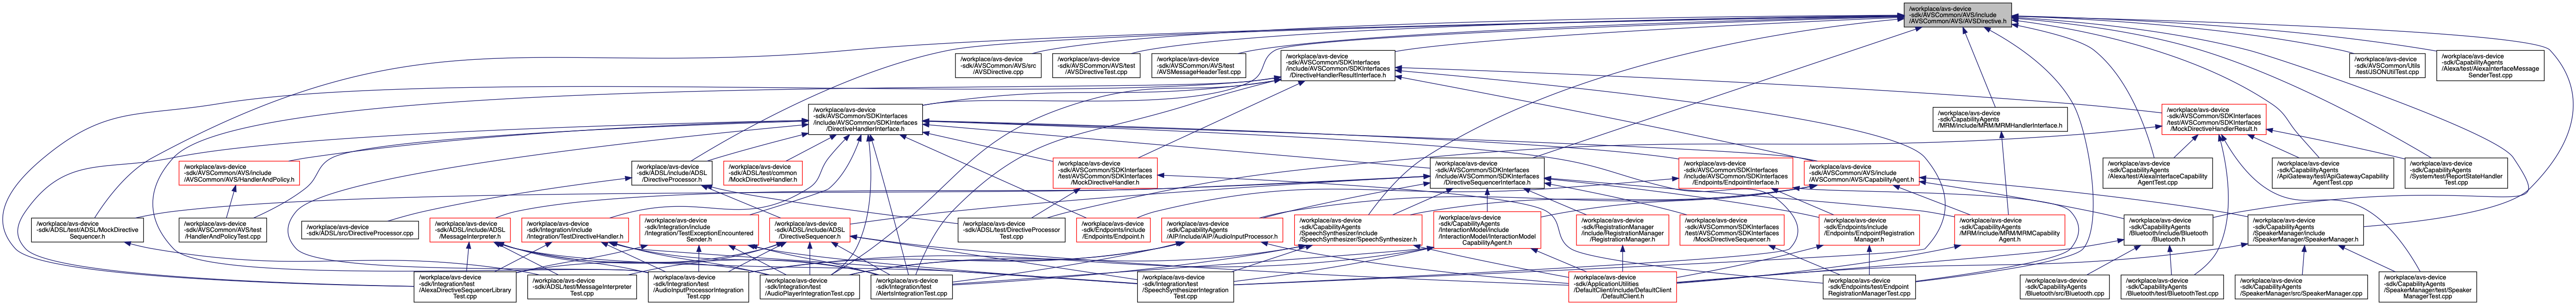 /workplace/avs-device
-sdk/AVSCommon/AVS/include
/AVSCommon/AVS/AVSDirective.h
/workplace/avs-device
-sdk/AVSCommon/AVS/src
/AVSDirective.cpp
/workplace/avs-device
-sdk/AVSCommon/AVS/test
/AVSDirectiveTest.cpp
/workplace/avs-device
-sdk/AVSCommon/AVS/test
/AVSMessageHeaderTest.cpp
/workplace/avs-device
-sdk/AVSCommon/SDKInterfaces
/include/AVSCommon/SDKInterfaces
/DirectiveHandlerResultInterface.h
/workplace/avs-device
-sdk/AVSCommon/Utils
/test/JSONUtilTest.cpp
/workplace/avs-device
-sdk/CapabilityAgents
/Alexa/test/AlexaInterfaceMessage
SenderTest.cpp
/workplace/avs-device
-sdk/AVSCommon/SDKInterfaces
/include/AVSCommon/SDKInterfaces
/DirectiveHandlerInterface.h
/workplace/avs-device
-sdk/CapabilityAgents
/MRM/include/MRM/MRMHandlerInterface.h
/workplace/avs-device
-sdk/AVSCommon/SDKInterfaces
/test/AVSCommon/SDKInterfaces
/MockDirectiveHandlerResult.h
/workplace/avs-device
-sdk/AVSCommon/AVS/include
/AVSCommon/AVS/HandlerAndPolicy.h
/workplace/avs-device
-sdk/ADSL/include/ADSL
/DirectiveProcessor.h
/workplace/avs-device
-sdk/ADSL/test/common
/MockDirectiveHandler.h
/workplace/avs-device
-sdk/AVSCommon/SDKInterfaces
/test/AVSCommon/SDKInterfaces
/MockDirectiveHandler.h
/workplace/avs-device
-sdk/AVSCommon/SDKInterfaces
/include/AVSCommon/SDKInterfaces
/DirectiveSequencerInterface.h
/workplace/avs-device
-sdk/AVSCommon/SDKInterfaces
/include/AVSCommon/SDKInterfaces
/Endpoints/EndpointInterface.h
/workplace/avs-device
-sdk/AVSCommon/AVS/include
/AVSCommon/AVS/CapabilityAgent.h
/workplace/avs-device
-sdk/CapabilityAgents
/Alexa/test/AlexaInterfaceCapability
AgentTest.cpp
/workplace/avs-device
-sdk/CapabilityAgents
/ApiGateway/test/ApiGatewayCapability
AgentTest.cpp
/workplace/avs-device
-sdk/CapabilityAgents
/System/test/ReportStateHandler
Test.cpp
/workplace/avs-device
-sdk/ADSL/test/ADSL/MockDirective
Sequencer.h
/workplace/avs-device
-sdk/AVSCommon/AVS/test
/HandlerAndPolicyTest.cpp
/workplace/avs-device
-sdk/ADSL/src/DirectiveProcessor.cpp
/workplace/avs-device
-sdk/ADSL/include/ADSL
/MessageInterpreter.h
/workplace/avs-device
-sdk/Integration/include
/Integration/TestDirectiveHandler.h
/workplace/avs-device
-sdk/Integration/include
/Integration/TestExceptionEncountered
Sender.h
/workplace/avs-device
-sdk/ADSL/include/ADSL
/DirectiveSequencer.h
/workplace/avs-device
-sdk/ADSL/test/DirectiveProcessor
Test.cpp
/workplace/avs-device
-sdk/Endpoints/include
/Endpoints/Endpoint.h
/workplace/avs-device
-sdk/CapabilityAgents
/AIP/include/AIP/AudioInputProcessor.h
/workplace/avs-device
-sdk/CapabilityAgents
/SpeechSynthesizer/include
/SpeechSynthesizer/SpeechSynthesizer.h
/workplace/avs-device
-sdk/CapabilityAgents
/InteractionModel/include
/InteractionModel/InteractionModel
CapabilityAgent.h
/workplace/avs-device
-sdk/RegistrationManager
/include/RegistrationManager
/RegistrationManager.h
/workplace/avs-device
-sdk/AVSCommon/SDKInterfaces
/test/AVSCommon/SDKInterfaces
/MockDirectiveSequencer.h
/workplace/avs-device
-sdk/Endpoints/include
/Endpoints/EndpointRegistration
Manager.h
/workplace/avs-device
-sdk/CapabilityAgents
/MRM/include/MRM/MRMCapability
Agent.h
/workplace/avs-device
-sdk/CapabilityAgents
/Bluetooth/include/Bluetooth
/Bluetooth.h
/workplace/avs-device
-sdk/CapabilityAgents
/SpeakerManager/include
/SpeakerManager/SpeakerManager.h
/workplace/avs-device
-sdk/Integration/test
/AlexaDirectiveSequencerLibrary
Test.cpp
/workplace/avs-device
-sdk/ADSL/test/MessageInterpreter
Test.cpp
/workplace/avs-device
-sdk/Integration/test
/AudioInputProcessorIntegration
Test.cpp
/workplace/avs-device
-sdk/Integration/test
/AudioPlayerIntegrationTest.cpp
/workplace/avs-device
-sdk/Integration/test
/AlertsIntegrationTest.cpp
/workplace/avs-device
-sdk/Integration/test
/SpeechSynthesizerIntegration
Test.cpp
/workplace/avs-device
-sdk/ApplicationUtilities
/DefaultClient/include/DefaultClient
/DefaultClient.h
/workplace/avs-device
-sdk/Endpoints/test/Endpoint
RegistrationManagerTest.cpp
/workplace/avs-device
-sdk/CapabilityAgents
/Bluetooth/src/Bluetooth.cpp
/workplace/avs-device
-sdk/CapabilityAgents
/Bluetooth/test/BluetoothTest.cpp
/workplace/avs-device
-sdk/CapabilityAgents
/SpeakerManager/src/SpeakerManager.cpp
/workplace/avs-device
-sdk/CapabilityAgents
/SpeakerManager/test/Speaker
ManagerTest.cpp